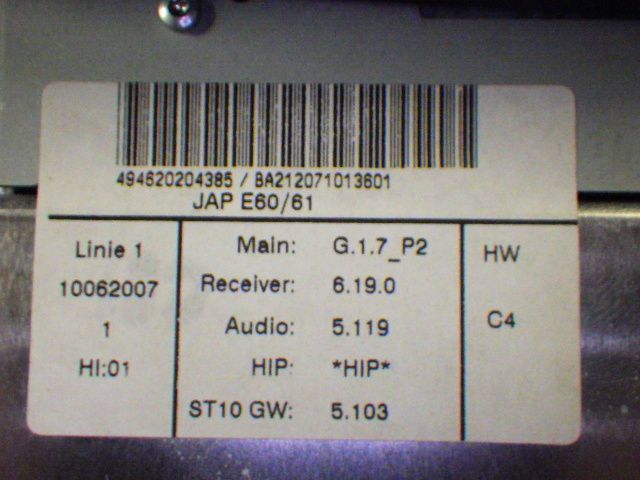 494620204385 / BA212071013601
JAP E60/61
Linie 1
10062007
1
HI:01
Main: G.1.7_P2
Receiver: 6.19.0
Audio: 5.119
HIP: *HIP*
ST10 GW: 5.103
HW
C4